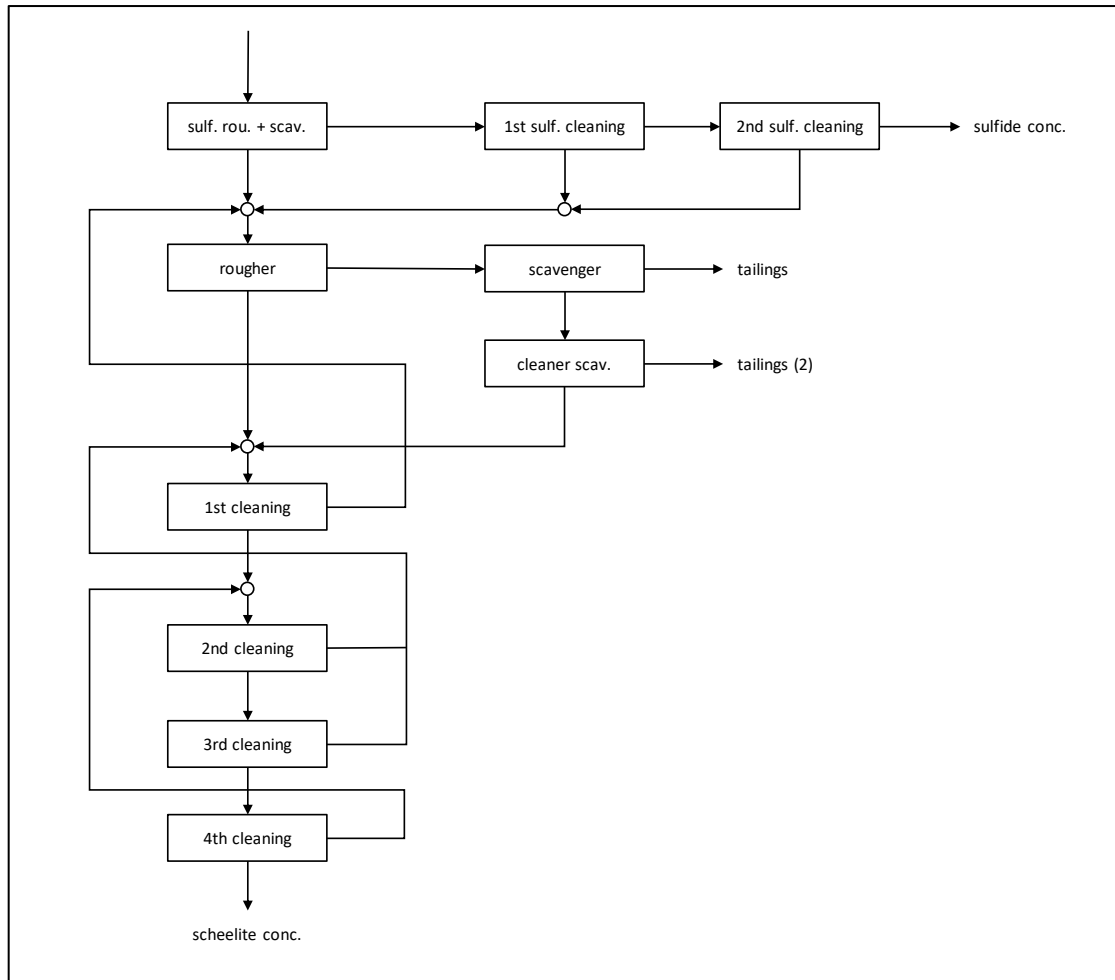 sulf. rou. + scav.
1st sulf. cleaning
2nd sulf. cleaning
sulfide conc.
rougher
scavenger
tailings
cleaner scav.
tailings (2)
1st cleaning
2nd cleaning
3rd cleaning
4th cleaning
scheelite conc.